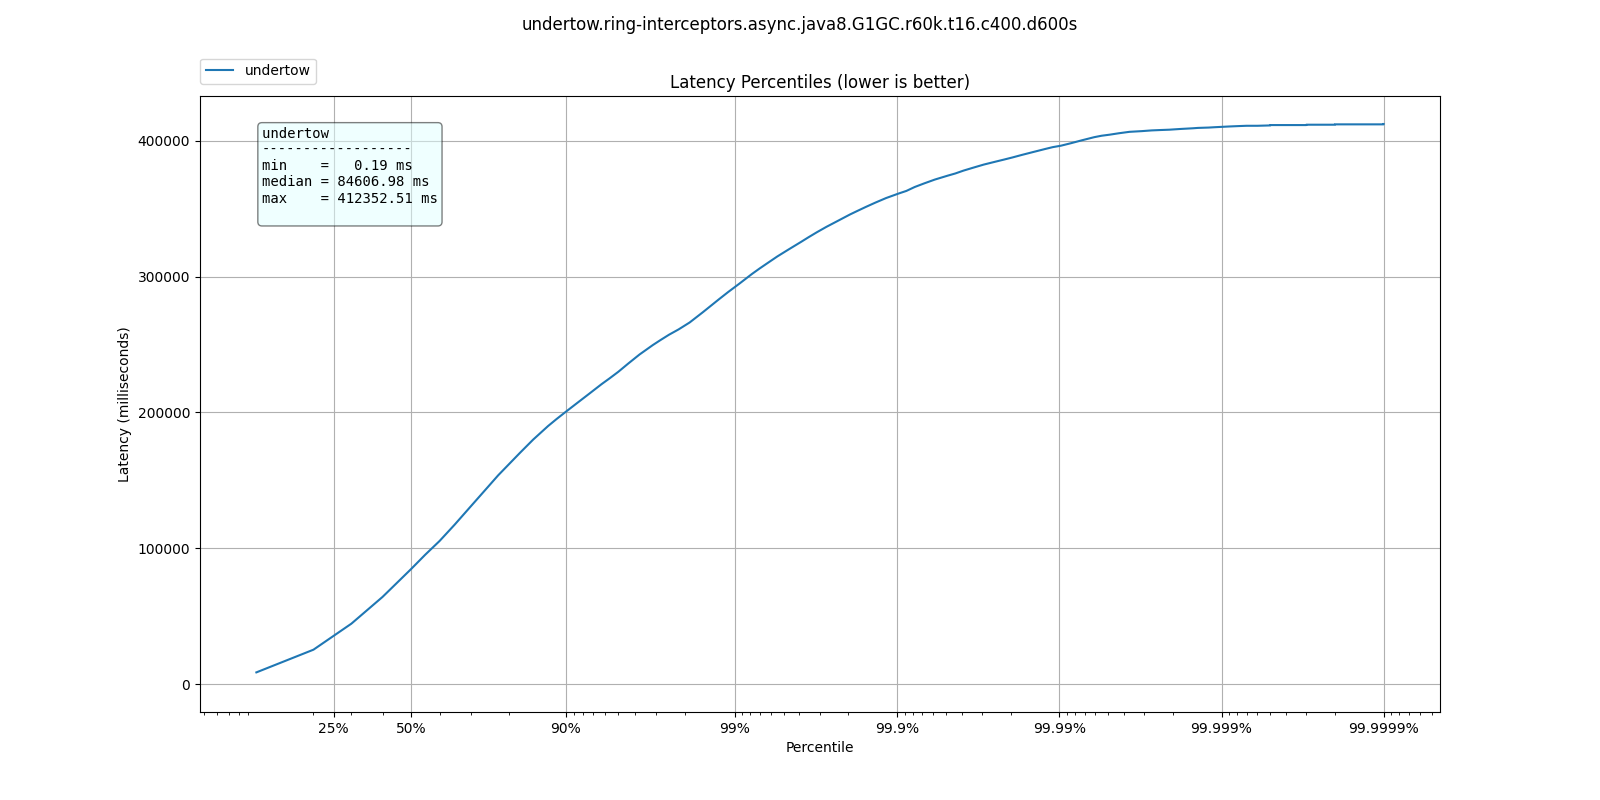 undertow.ring-interceptors.async.java8.G1GC.r60k.t16.c400.d600s
undertow
Latency Percentiles (lower is better)
undertow
------------------
min    =   0.19 ms
median = 84606.98 ms
max    = 412352.51 ms
400000
300000
200000
100000
0
Latency (milliseconds)
25% 50% 90% 99% 99.9% 99.99% 99.999% 99.9999%
Percentile